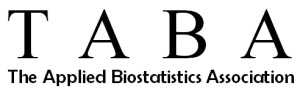 T A B A
The Applied Biostatistics Association